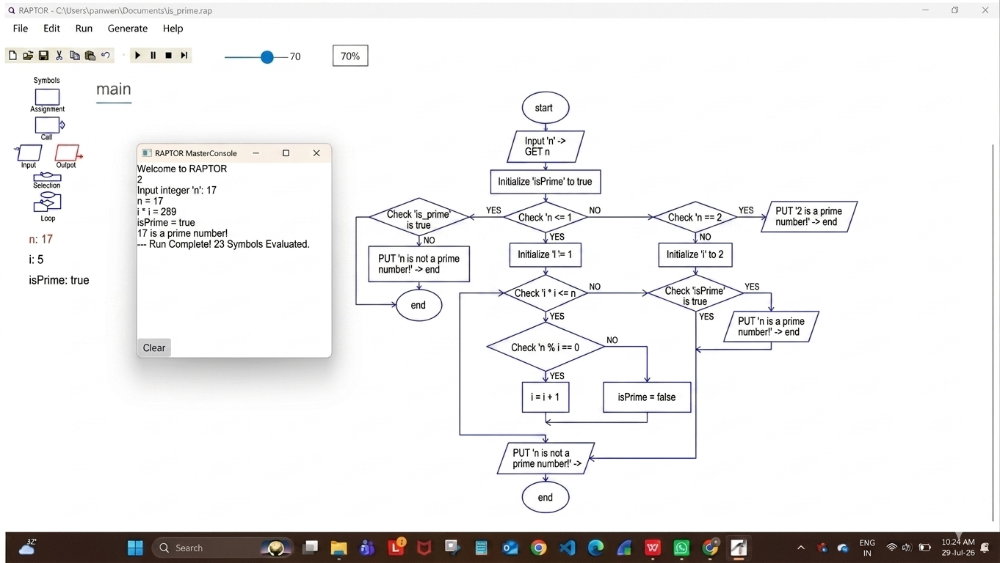 RAPTOR - C:\Users\panwen\Documents\is_prime.rap
File Edit Run Generate Help
70
70%
Symbols
Assignment
Call
Input Outpot
Selection
Loop
n: 17
i: 5
isPrime: true
main
RAPTOR MasterConsole
Welcome to RAPTOR
2
Input integer 'n': 17
n = 17
i * i = 289
isPrime = true
17 is a prime number!
--- Run Complete! 23 Symbols Evaluated.
Clear
start
Input 'n' ->
GET n
Initialize 'isPrime' to true
Check 'is_prime'
is true
YES
Check 'n <= 1
NO
Check 'n == 2
YES
PUT '2 is a prime
number!' -> end
NO
YES
NO
PUT 'n is not a prime
number!' -> end
Initialize 'I '= 1
Initialize 'i' to 2
end
Check 'i * i <= n
NO
Check 'isPrime'
is true
YES
YES
YES
PUT 'n is a prime
number!' -> end
Check 'n % i == 0
NO
YES
i = i + 1
isPrime = false
PUT 'n is not a
prime number!' ->
end
3Z'
Search
ENG
IN
10.24 AM
29-Jul-26